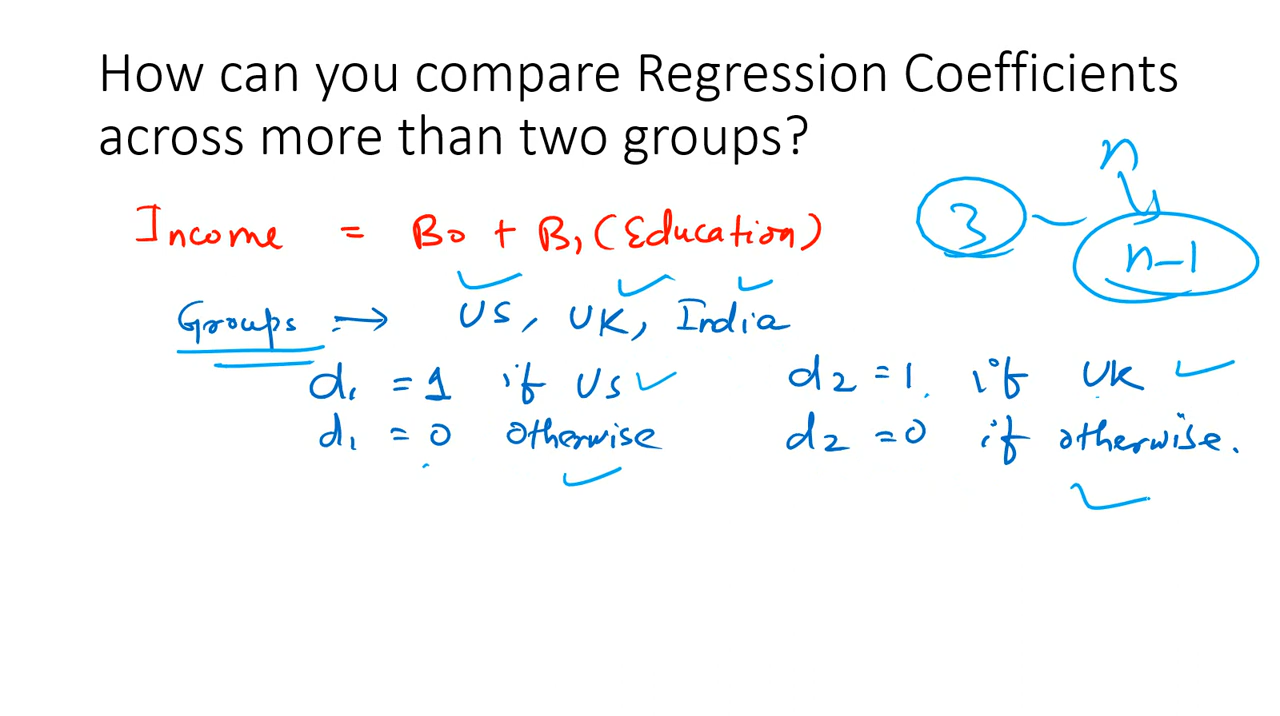 How can you compare Regression Coefficients
across more than two groups?
n
3
n-1
Income = B0 + B1 (Education)
Groups :→ US, UK, India
d1 = 1 if US d2 = 1 if UK
d1 = 0 otherwise d2 = 0 if otherwise.